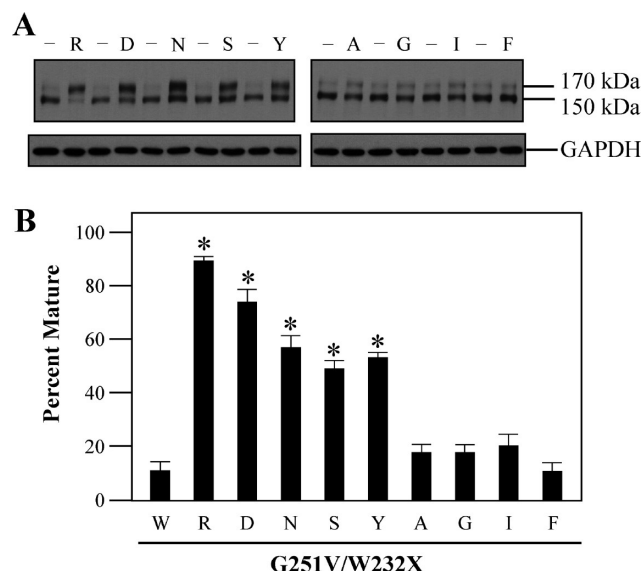 A
– R – D – N – S – Y – A – G – I – F
170 kDa
150 kDa
GAPDH
B
Percent Mature
100
80
60
40
20
0
* * * * *
W R D N S Y A G I F
G251V/W232X